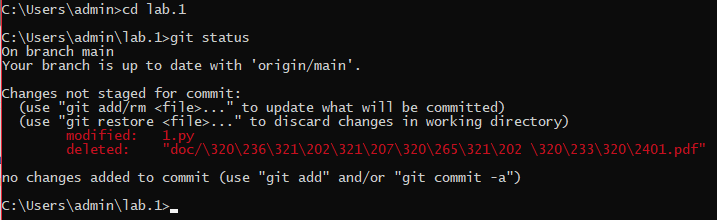 C:\Users\admin>cd lab.1
C:\Users\admin\lab.1>git status
On branch main
Your branch is up to date with 'origin/main'.
Changes not staged for commit:
(use "git add/rm <file>..." to update what will be committed)
(use "git restore <file>..." to discard changes in working directory)
modified: 1.py
deleted: "doc/\320\236\321\202\321\207\320\265\321\202 \320\233\320\2401.pdf"
no changes added to commit (use "git add" and/or "git commit -a")
C:\Users\admin\lab.1>